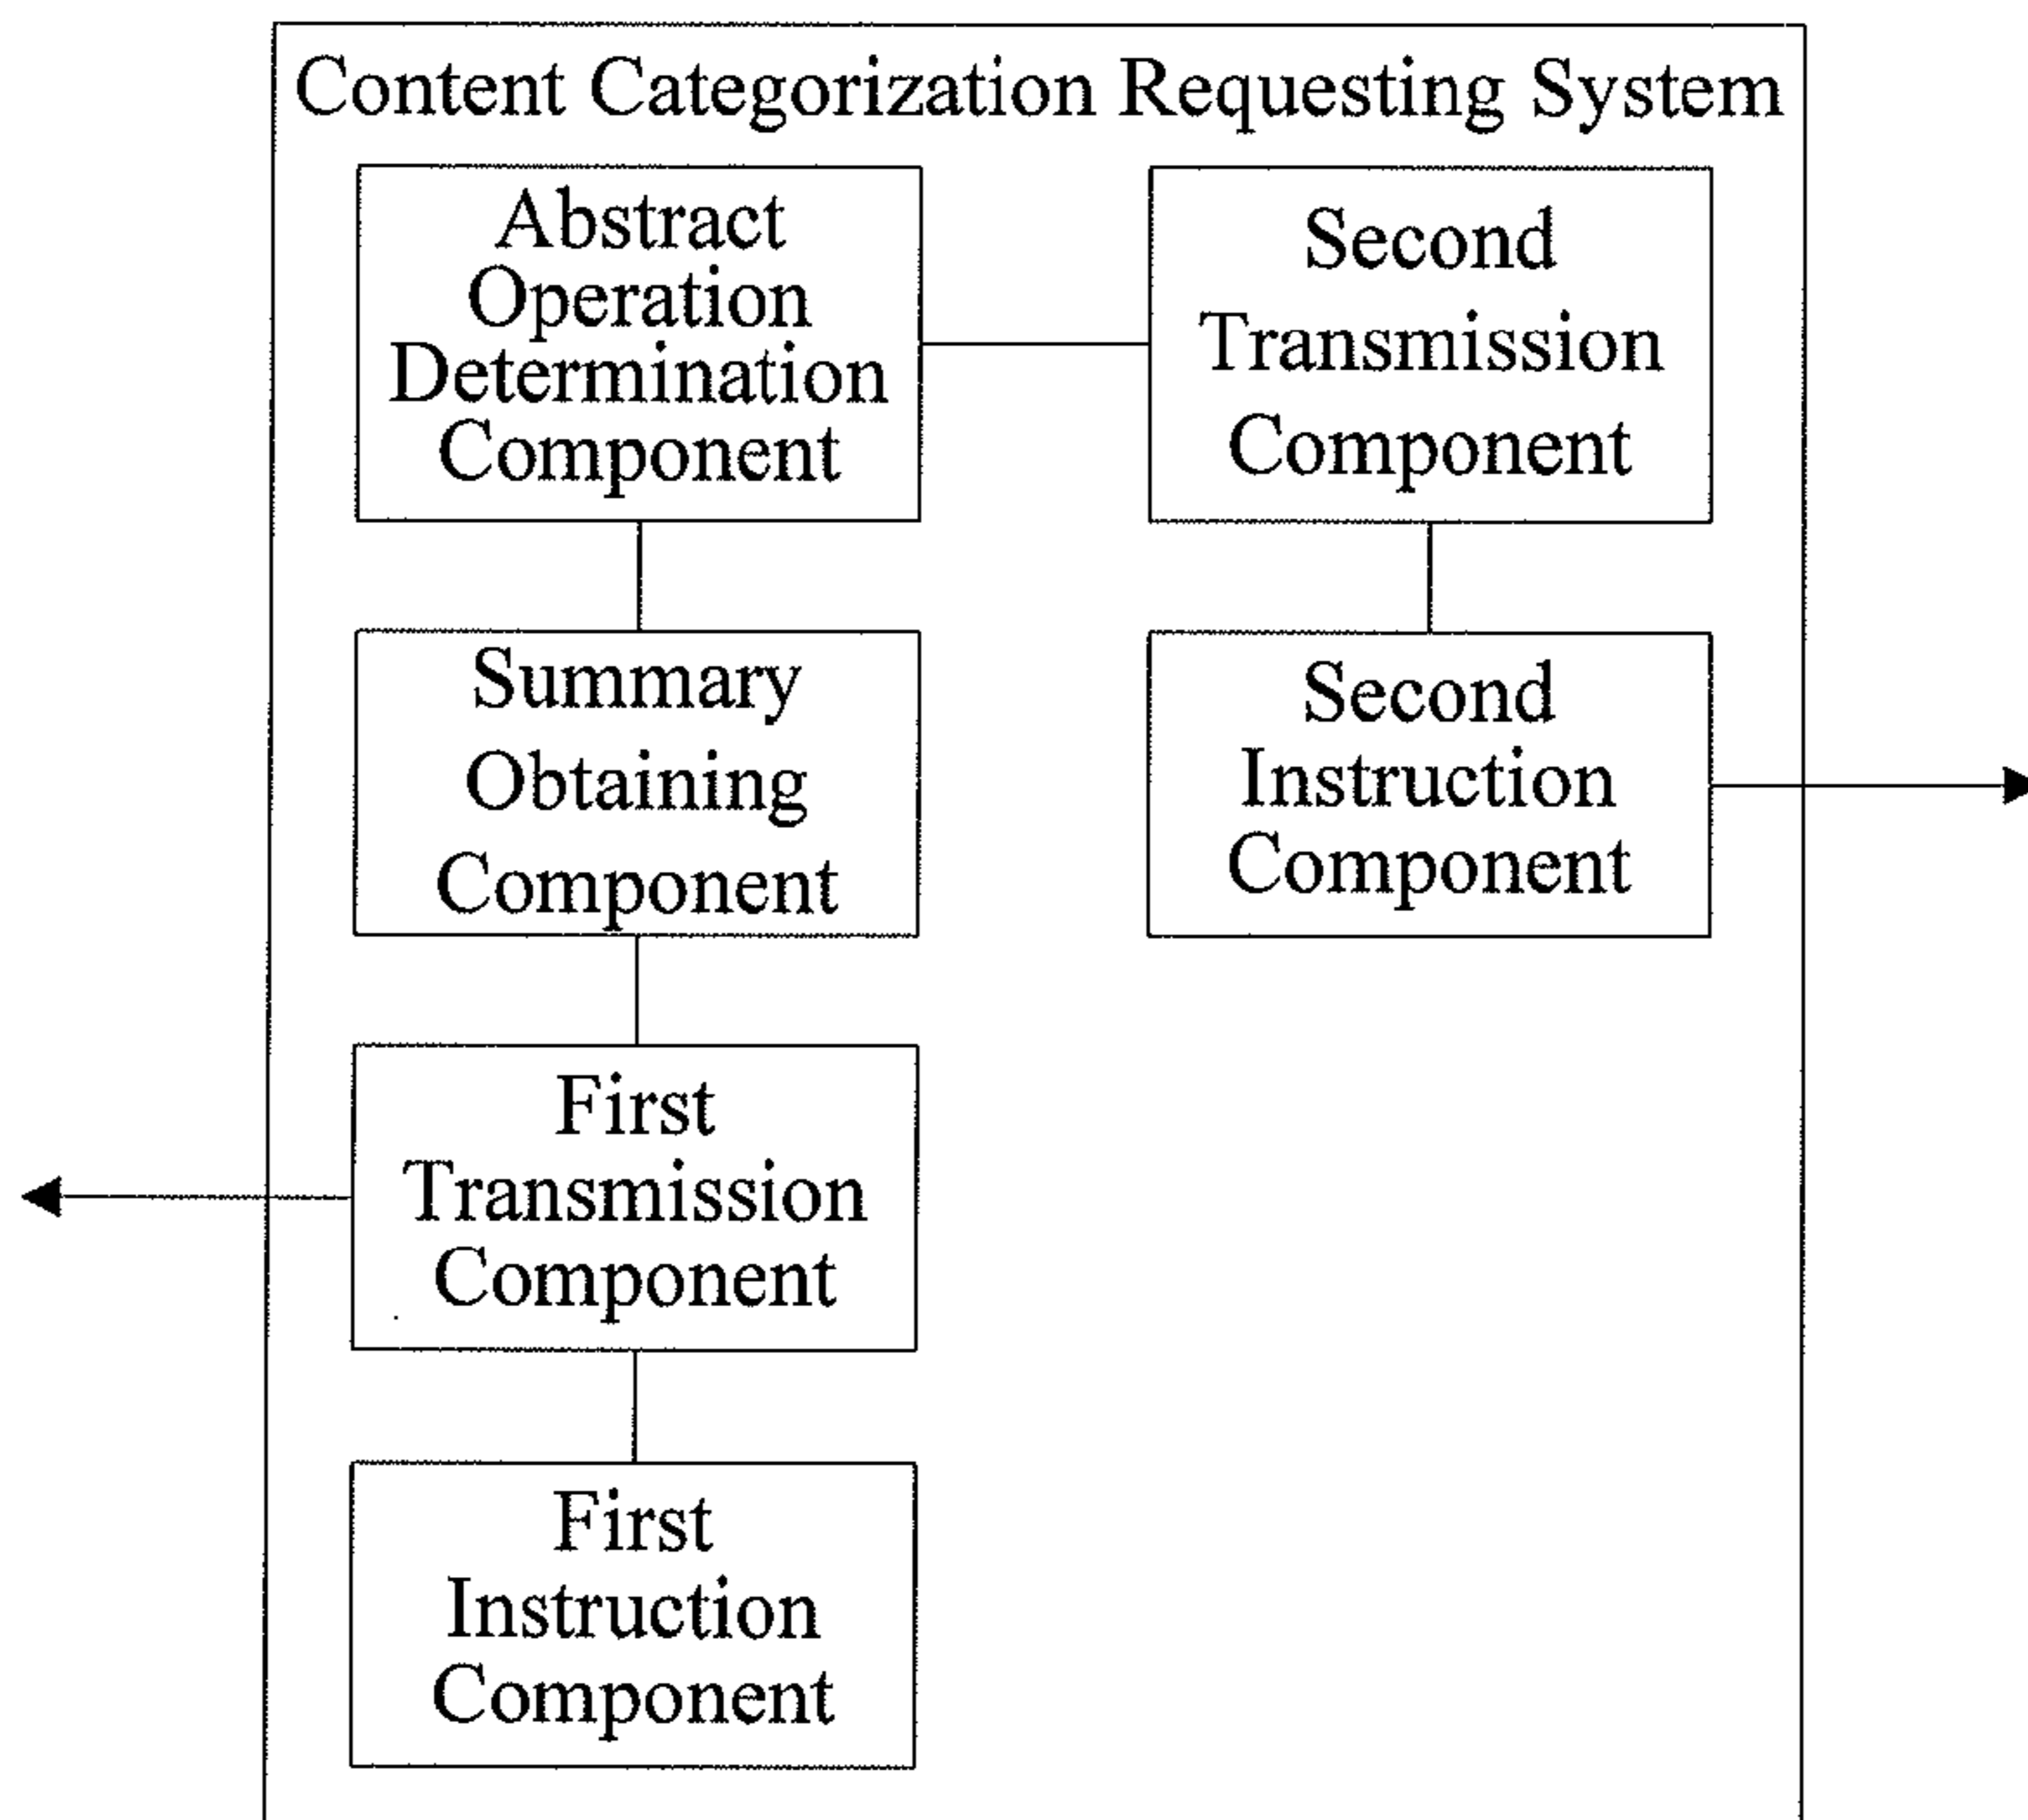 Content Categorization Requesting System
Abstract
Operation
Determination
Component
Second
Transmission
Component
Summary
Obtaining
Component
Second
Instruction
Component
First
Transmission
Component
First
Instruction
Component